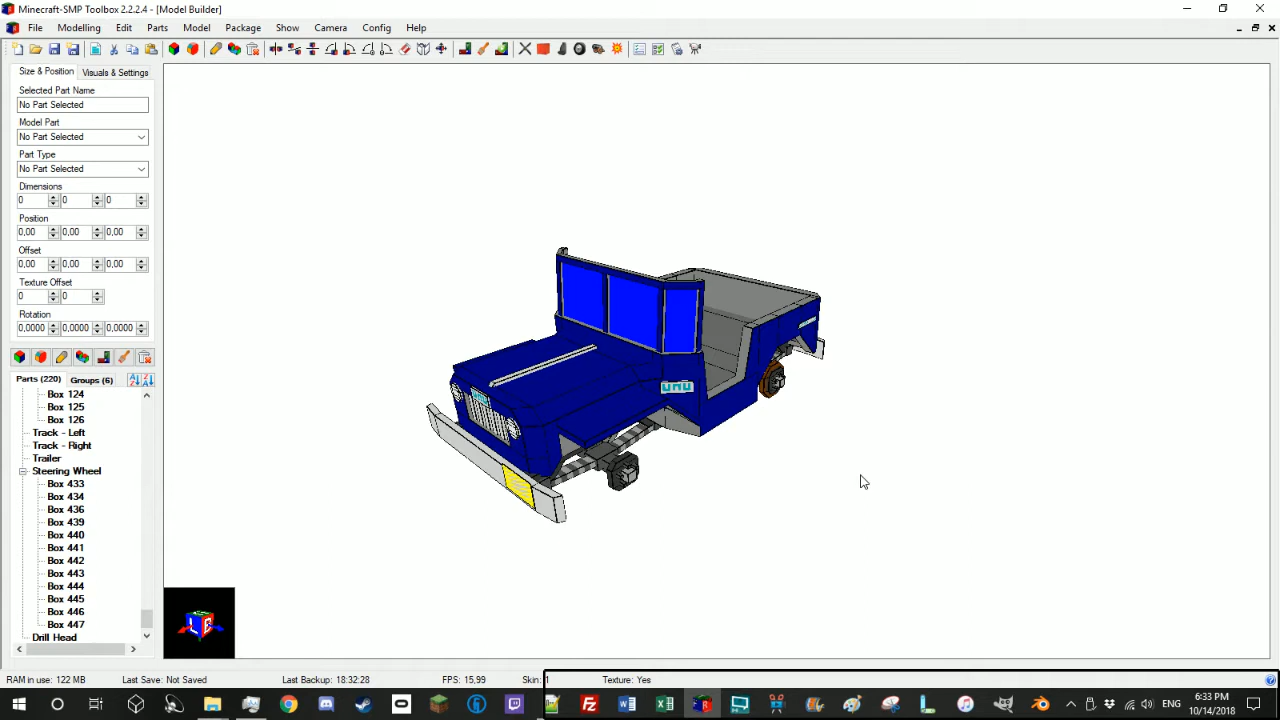 Minecraft-SMP Toolbox 2.2.2.4 - [Model Builder]
File Modelling Edit Parts Model Package Show Camera Config Help
Size & Position Visuals & Settings
Selected Part Name
No Part Selected
Model Part
No Part Selected
Part Type
No Part Selected
Dimensions
0 0 0
Position
0,00 0,00 0,00
Offset
0,00 0,00 0,00
Texture Offset
0 0
Rotation
0,0000 0,0000 0,0000
Parts (220) Groups (6)
Box 124
Box 125
Box 126
Track - Left
Track - Right
Trailer
Steering Wheel
Box 433
Box 434
Box 436
Box 439
Box 440
Box 441
Box 442
Box 443
Box 444
Box 445
Box 446
Box 447
Drill Head
RAM in use: 122 MB Last Save: Not Saved Last Backup: 18:32:28 FPS: 15,99 Skin: 1 Texture: Yes
ENG
6:33 PM
10/14/2018